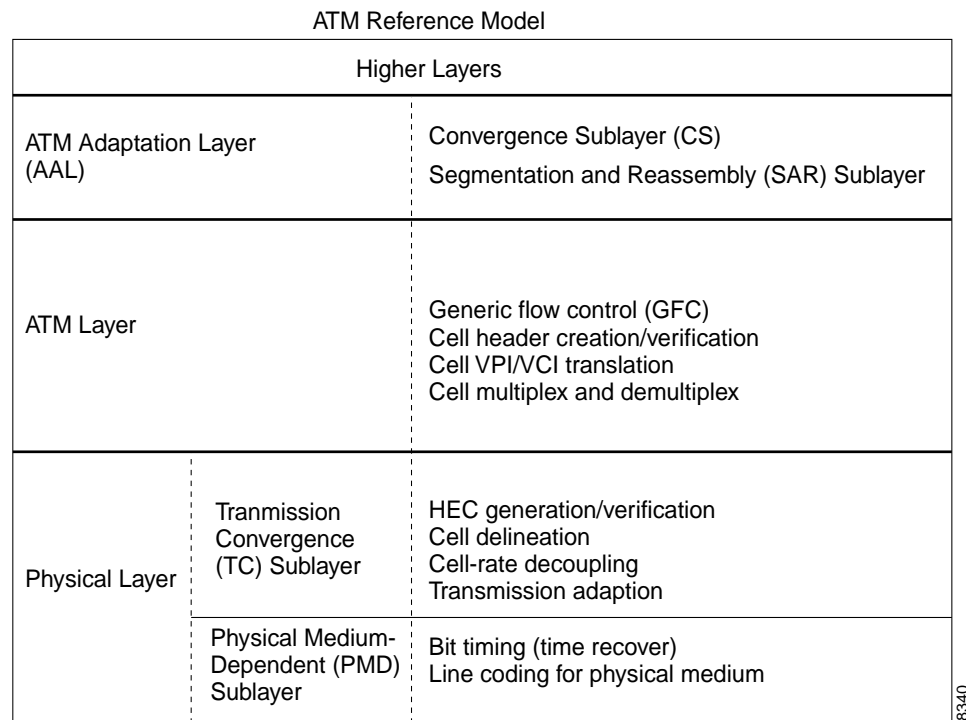 ATM Reference Model
Higher Layers
ATM Adaptation Layer
(AAL)
Convergence Sublayer (CS)
Segmentation and Reassembly (SAR) Sublayer
ATM Layer
Generic flow control (GFC)
Cell header creation/verification
Cell VPI/VCI translation
Cell multiplex and demultiplex
Physical Layer
Tranmission
Convergence
(TC) Sublayer
HEC generation/verification
Cell delineation
Cell-rate decoupling
Transmission adaption
Physical Medium-
Dependent (PMD)
Sublayer
Bit timing (time recover)
Line coding for physical medium
8340